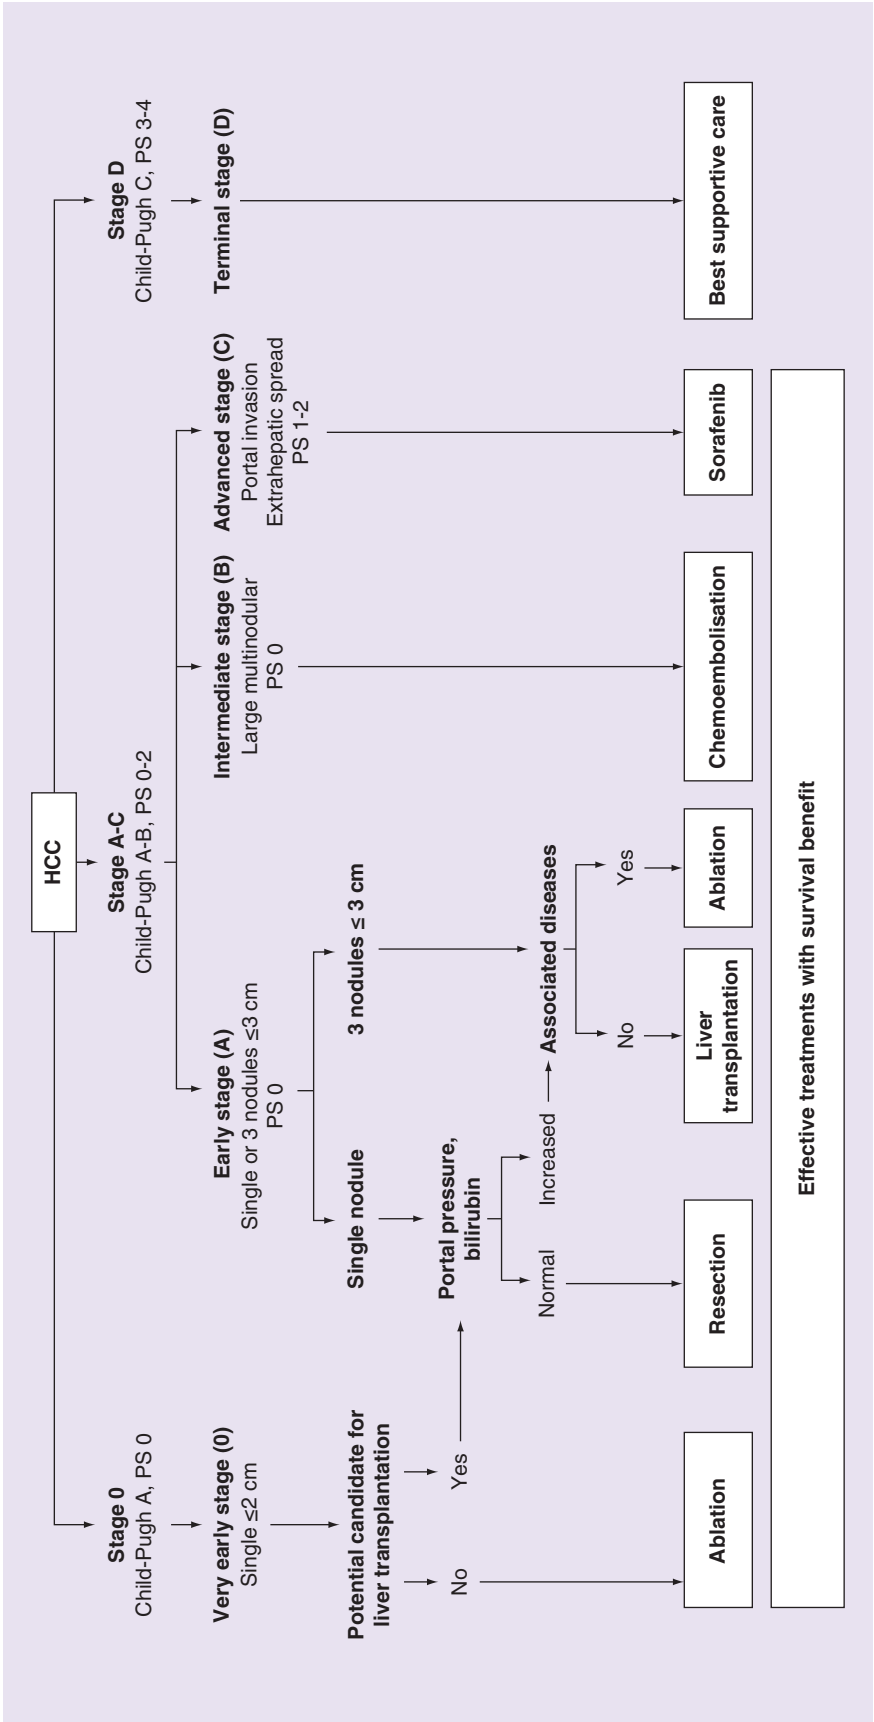 HCC
Stage 0
Child-Pugh A, PS 0
Stage A-C
Child-Pugh A-B, PS 0-2
Stage D
Child-Pugh C, PS 3-4
Very early stage (0)
Single ≤2 cm
Early stage (A)
Single or 3 nodules ≤3 cm
PS 0
Intermediate stage (B)
Large multinodular
PS 0
Advanced stage (C)
Portal invasion
Extrahepatic spread
PS 1-2
Terminal stage (D)
Potential candidate for
liver transplantation
Single nodule
3 nodules ≤ 3 cm
No
Yes
Portal pressure,
bilirubin
Normal
Increased
Associated diseases
No
Yes
Ablation
Resection
Liver
transplantation
Ablation
Chemoembolisation
Sorafenib
Best supportive care
Effective treatments with survival benefit